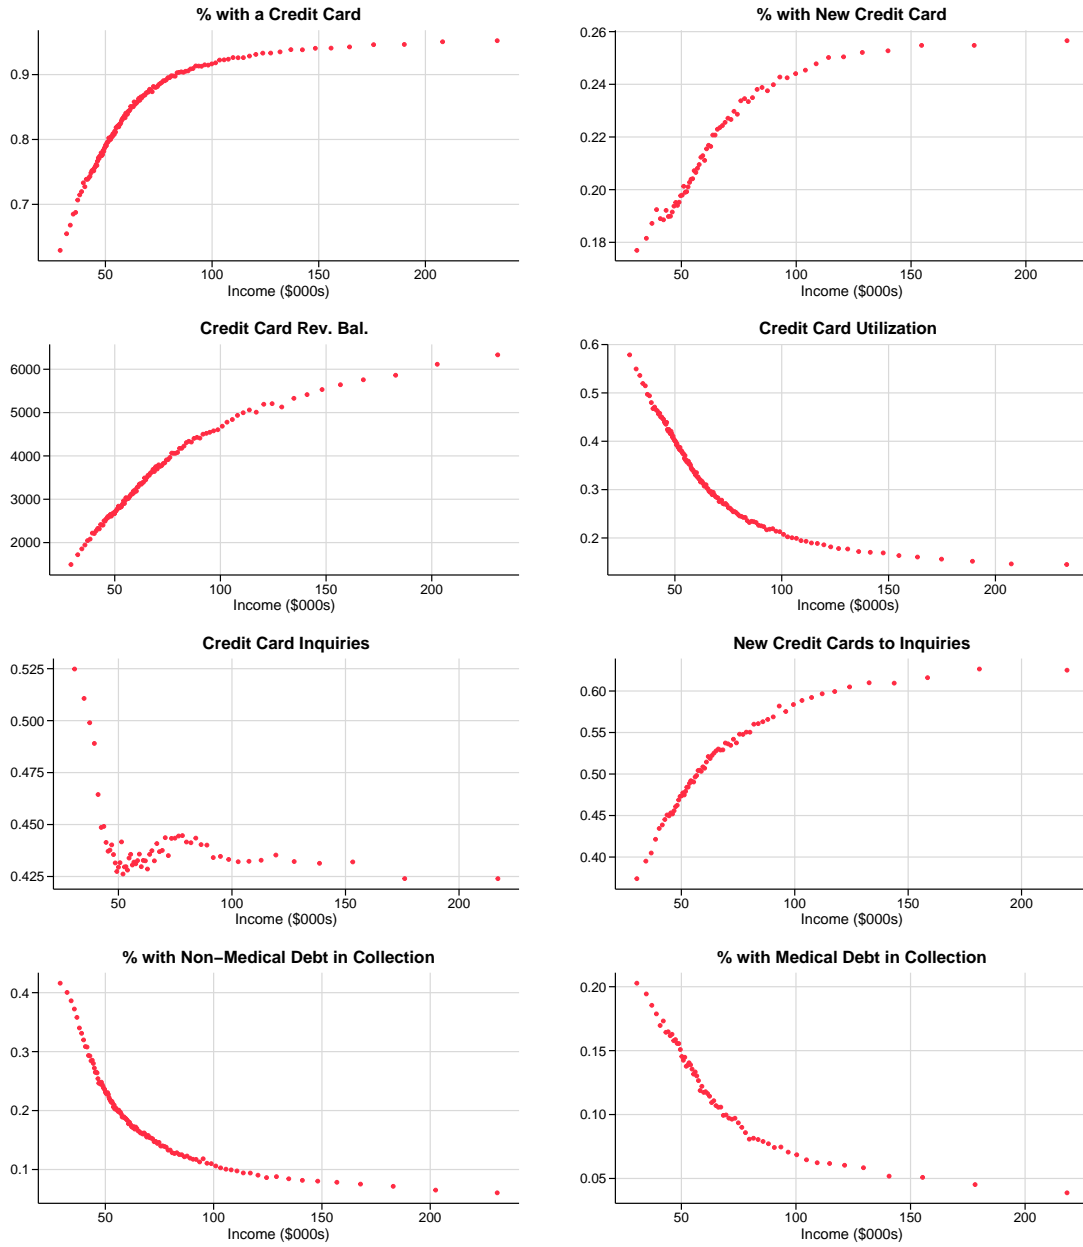 % with a Credit Card
0.9
0.8
0.7
50 100 150 200
Income ($000s)
% with New Credit Card
0.26
0.24
0.22
0.20
0.18
50 100 150 200
Income ($000s)
Credit Card Rev. Bal.
6000
5000
4000
3000
2000
50 100 150 200
Income ($000s)
Credit Card Utilization
0.6
0.5
0.4
0.3
0.2
50 100 150 200
Income ($000s)
Credit Card Inquiries
0.525
0.500
0.475
0.450
0.425
50 100 150 200
Income ($000s)
New Credit Cards to Inquiries
0.60
0.55
0.50
0.45
0.40
50 100 150 200
Income ($000s)
% with Non−Medical Debt in Collection
0.4
0.3
0.2
0.1
50 100 150 200
Income ($000s)
% with Medical Debt in Collection
0.20
0.15
0.10
0.05
50 100 150 200
Income ($000s)